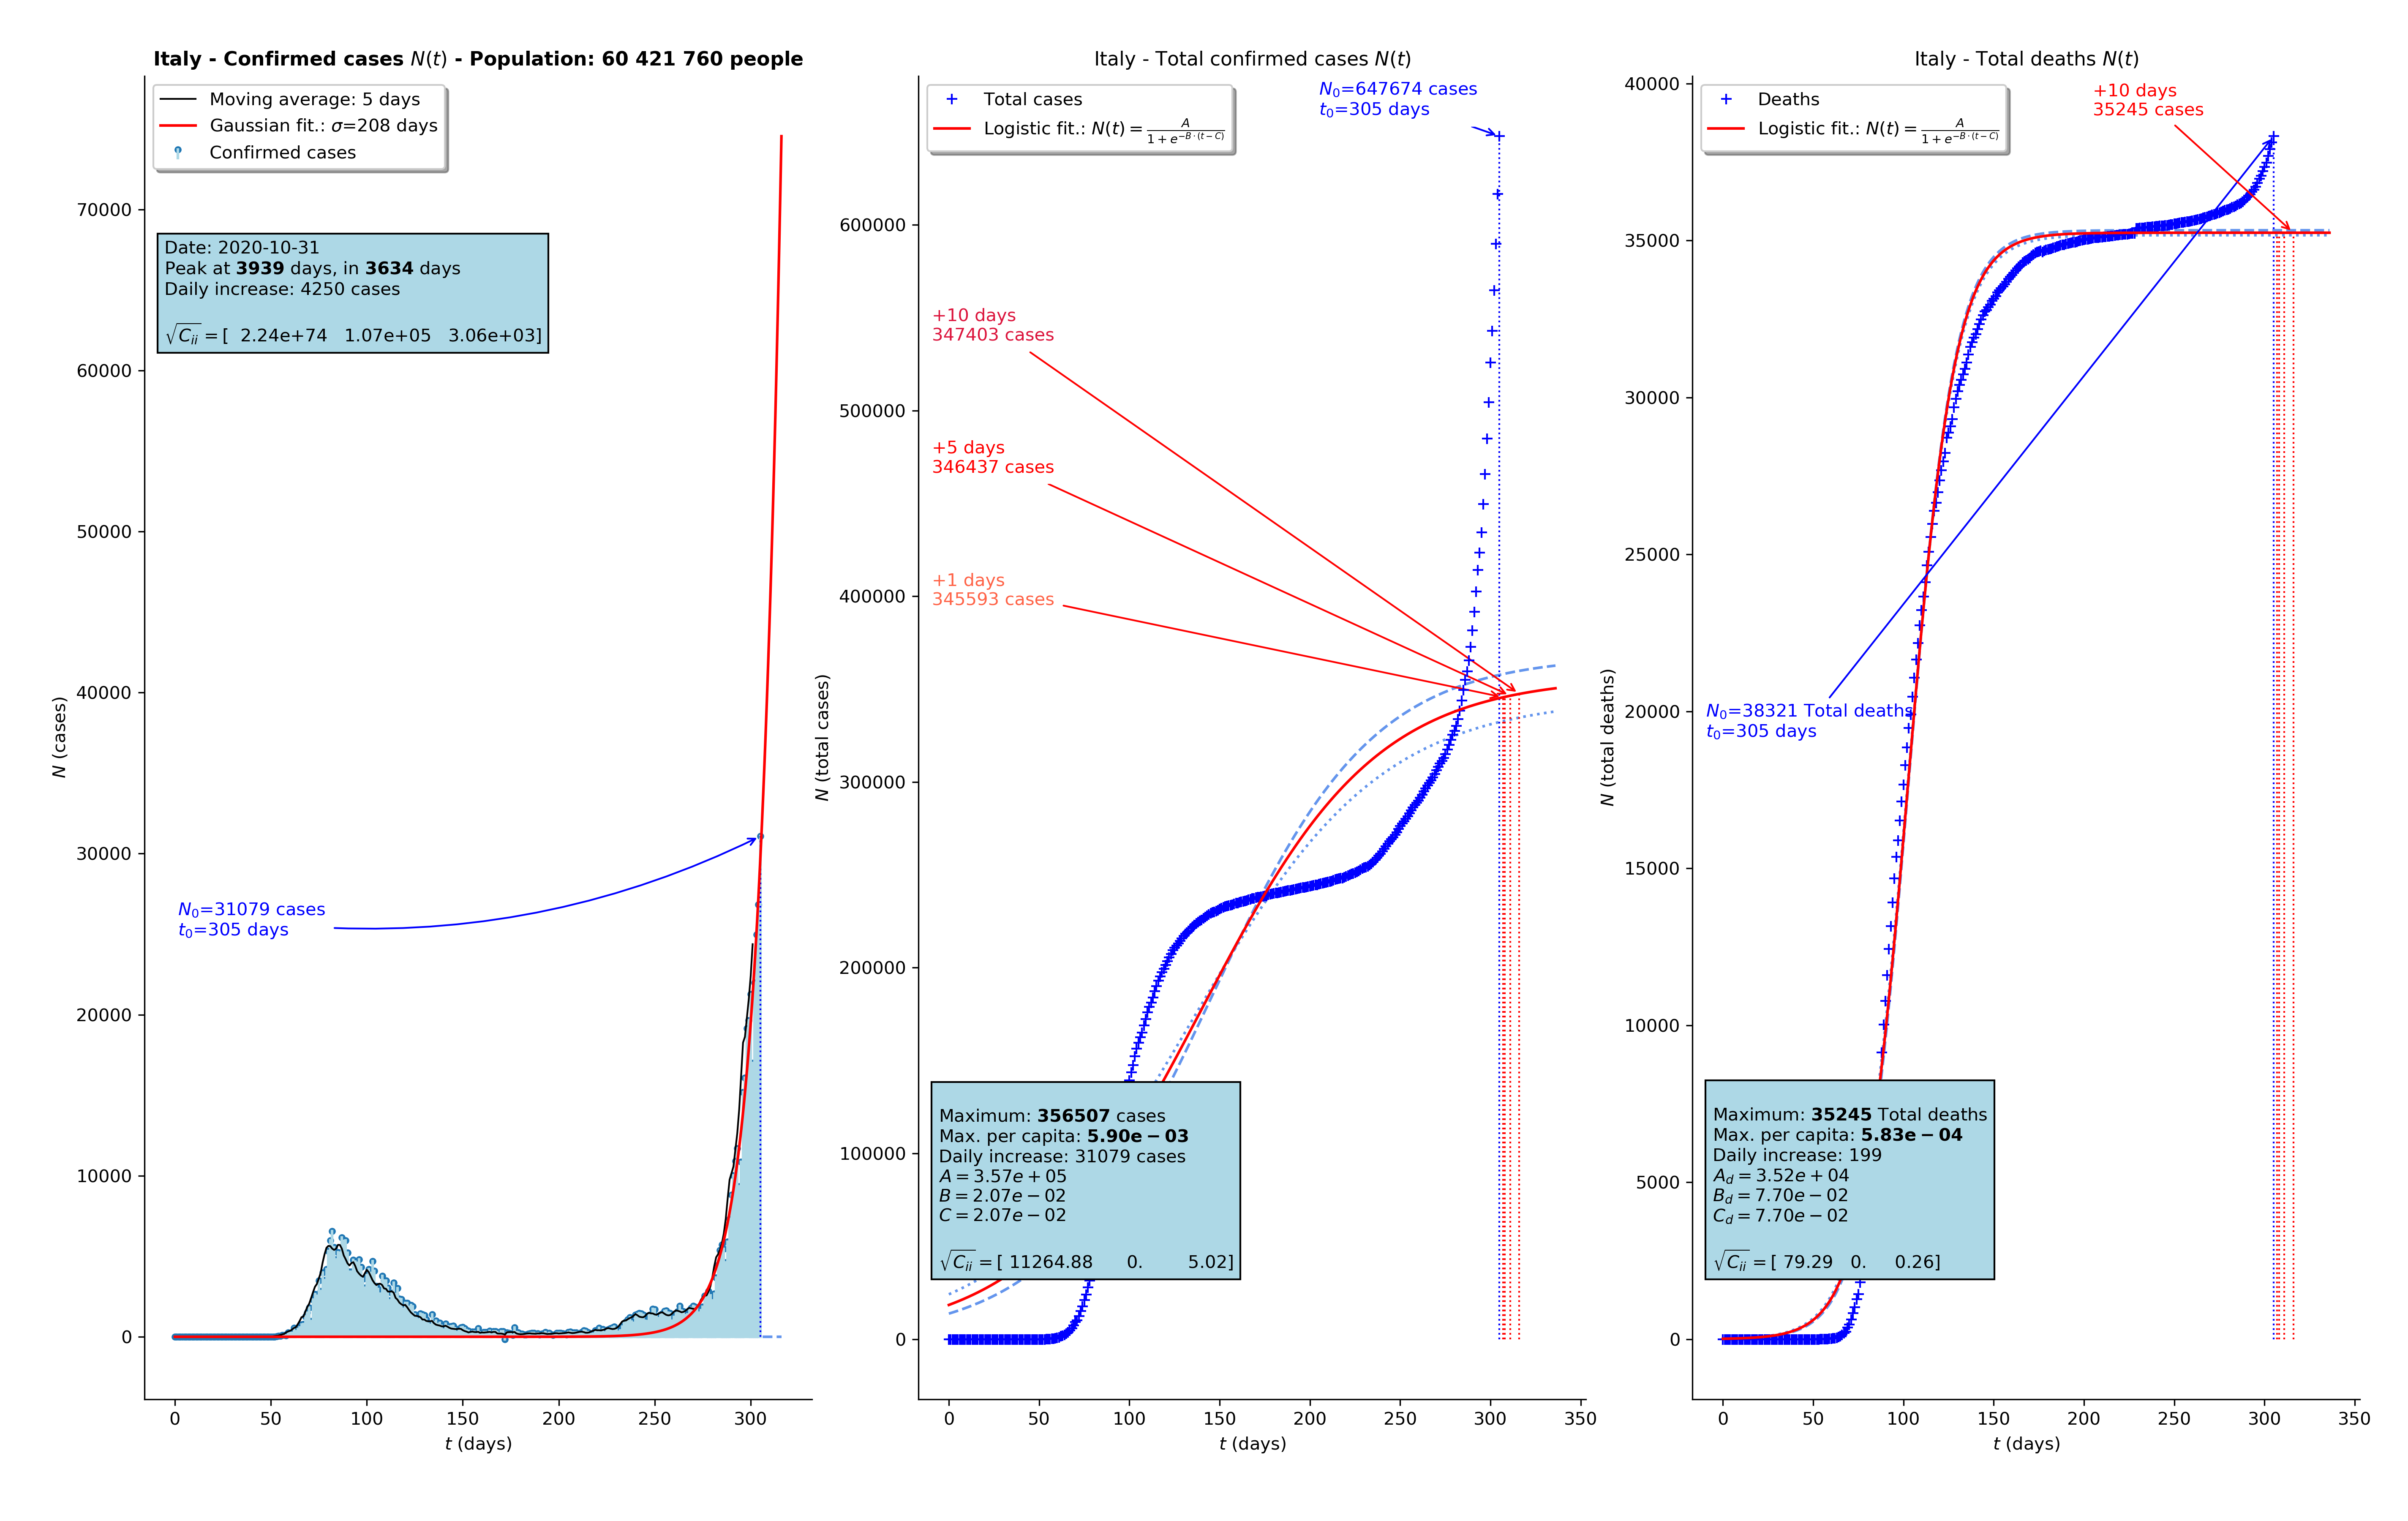 Italy - Confirmed cases N(t) - Population: 60 421 760 people
Moving average: 5 days
Gaussian fit.: σ=208 days
Confirmed cases
Date: 2020-10-31
Peak at 3939 days, in 3634 days
Daily increase: 4250 cases
√Cᵢᵢ = [ 2.24e+74 1.07e+05 3.06e+03]
N₀=31079 cases
t₀=305 days
70000
60000
50000
40000
30000
20000
10000
0
N (cases)
0 50 100 150 200 250 300
t (days)
Italy - Total confirmed cases N(t)
Total cases
Logistic fit.: N(t) = A / (1 + e^(−B·(t−C)))
N₀=647674 cases
t₀=305 days
+10 days
347403 cases
+5 days
346437 cases
+1 days
345593 cases
Maximum: 356507 cases
Max. per capita: 5.90e − 03
Daily increase: 31079 cases
A = 3.57e + 05
B = 2.07e − 02
C = 2.07e − 02
√Cᵢᵢ = [ 11264.88 0. 5.02]
600000
500000
400000
300000
200000
100000
0
N (total cases)
0 50 100 150 200 250 300 350
t (days)
Italy - Total deaths N(t)
Deaths
Logistic fit.: N(t) = A / (1 + e^(−B·(t−C)))
+10 days
35245 cases
N₀=38321 Total deaths
t₀=305 days
Maximum: 35245 Total deaths
Max. per capita: 5.83e − 04
Daily increase: 199
A_d = 3.52e + 04
B_d = 7.70e − 02
C_d = 7.70e − 02
√Cᵢᵢ = [ 79.29 0. 0.26]
40000
35000
30000
25000
20000
15000
10000
5000
0
N (total deaths)
0 50 100 150 200 250 300 350
t (days)